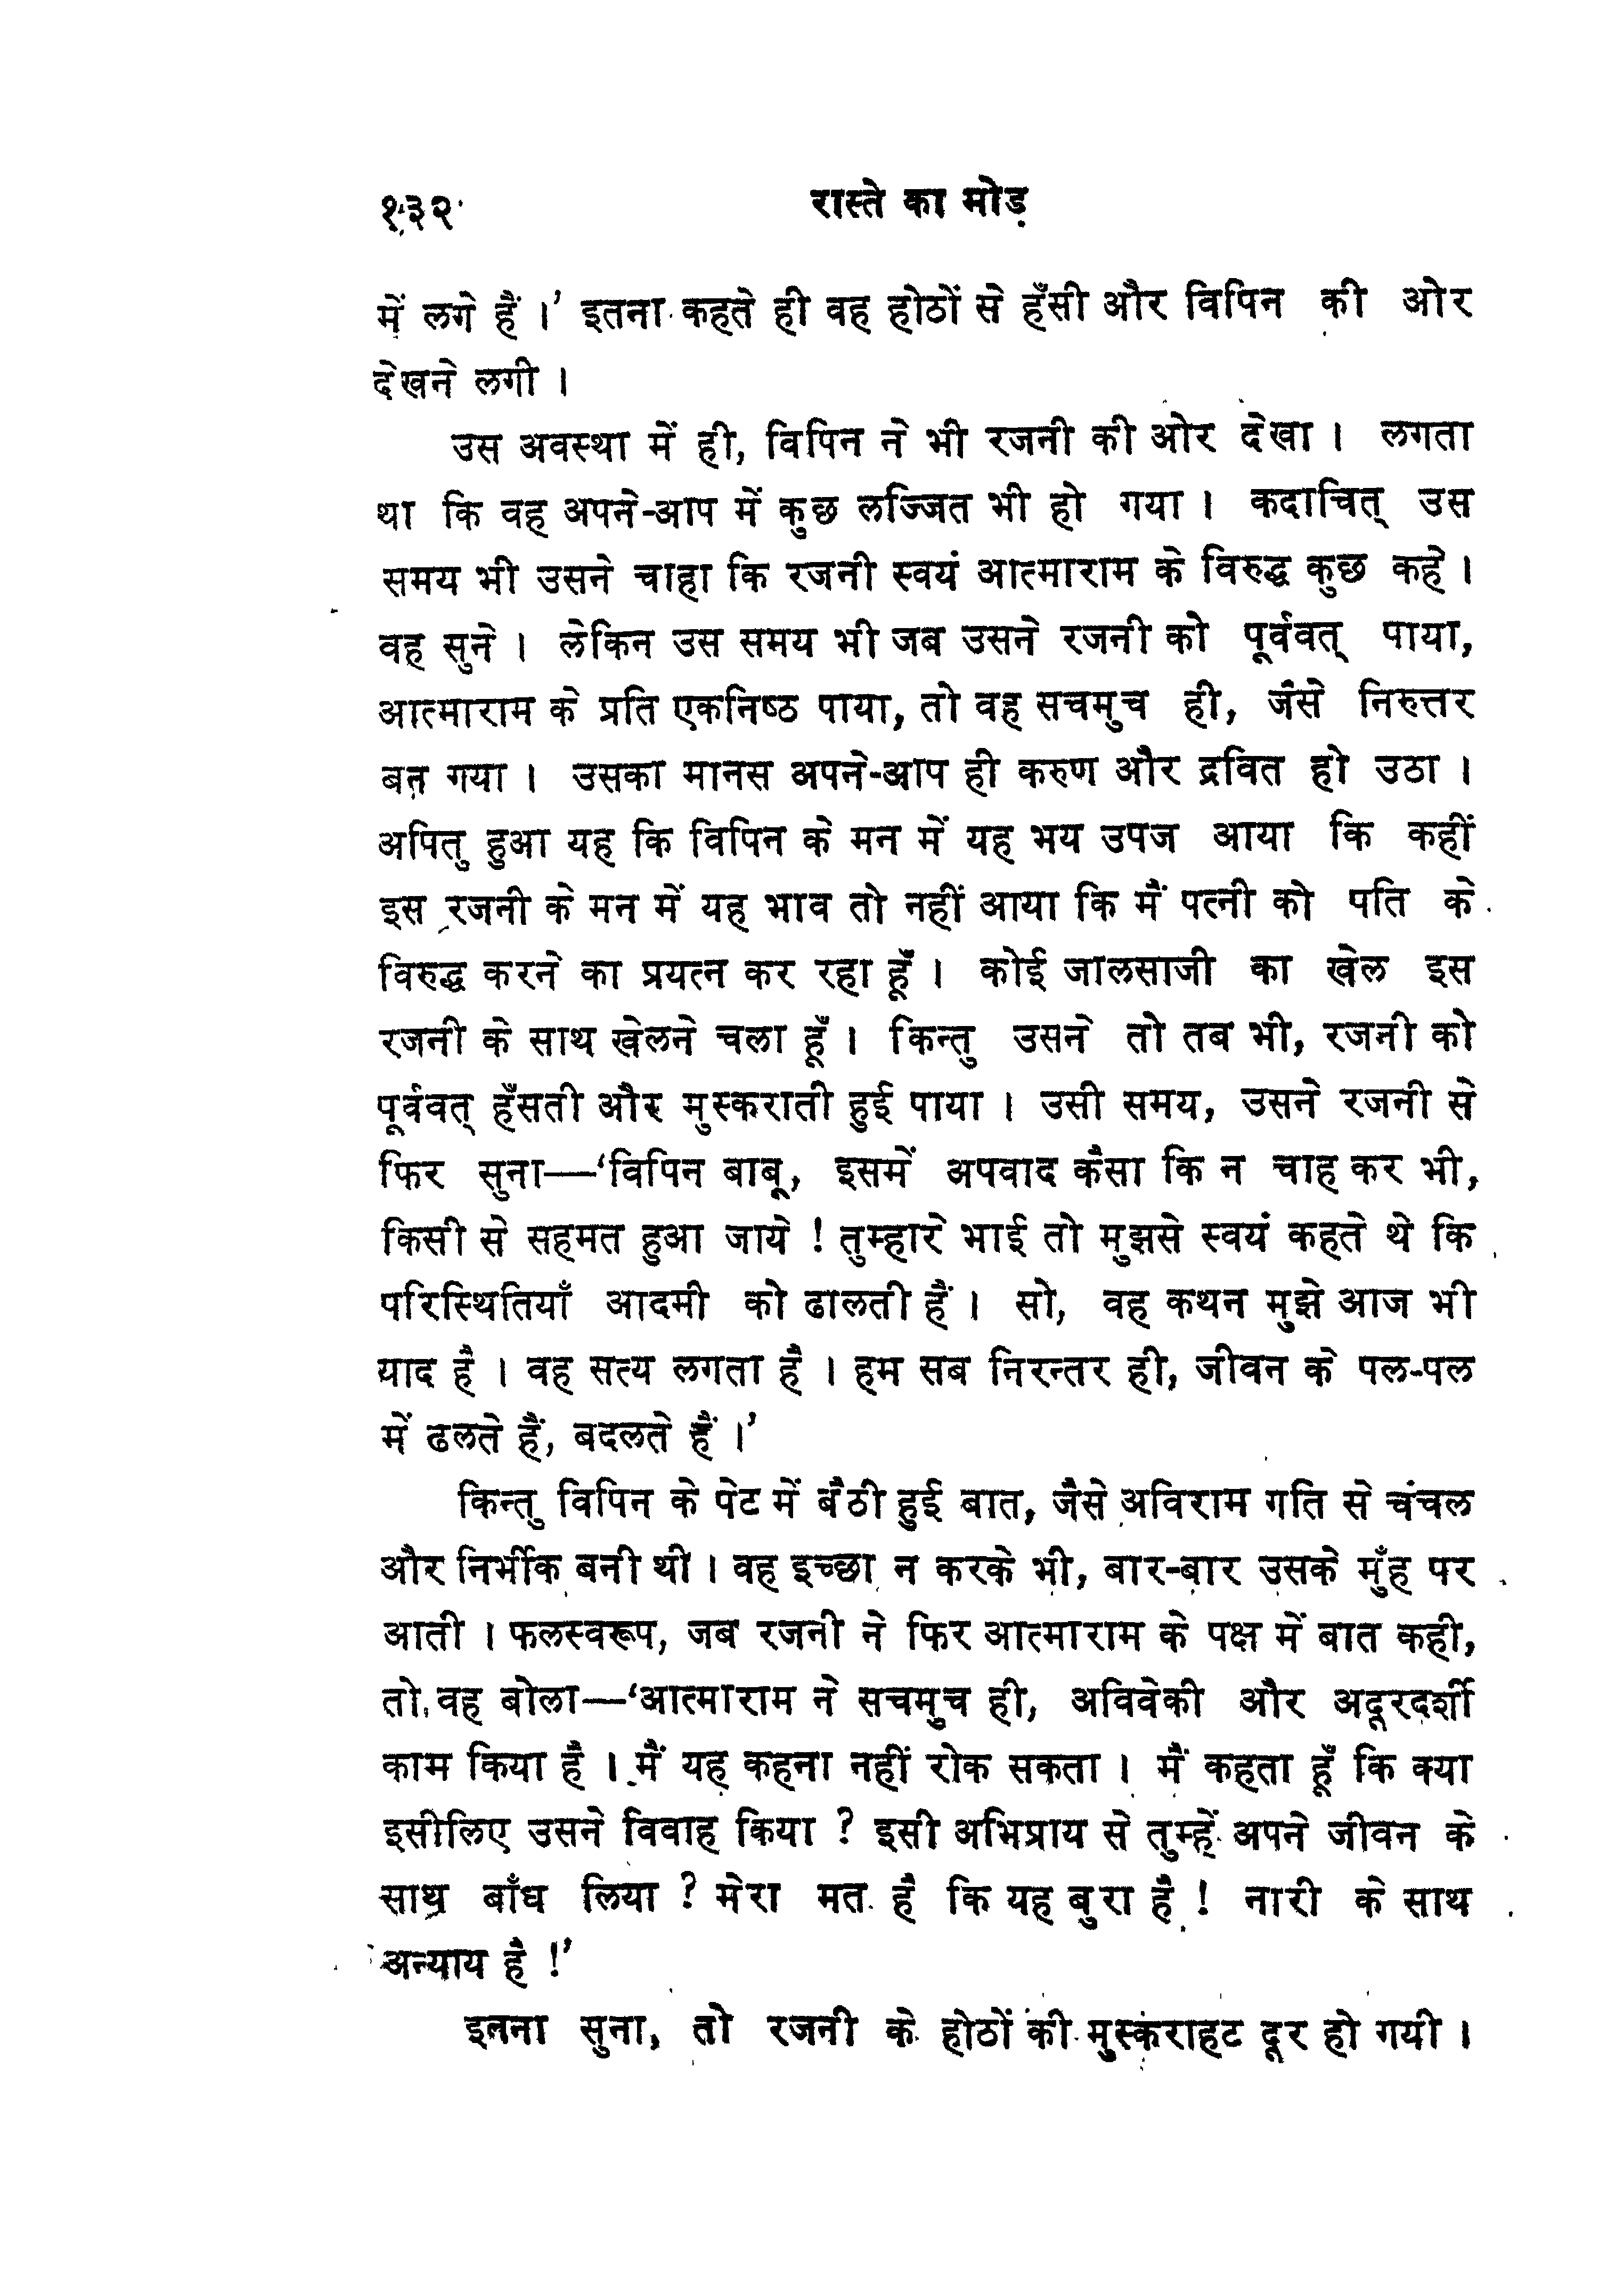 १३२ रास्ते का मोड़
में लगे हैं ।’ इतना कहते ही वह होठों से हँसी और विपिन की ओर
देखने लगी ।
उस अवस्था में ही, विपिन ने भी रजनी की ओर देखा । लगता
था कि वह अपने-आप में कुछ लज्जित भी हो गया । कदाचित् उस
समय भी उसने चाहा कि रजनी स्वयं आत्माराम के विरुद्ध कुछ कहे ।
वह सुने । लेकिन उस समय भी जब उसने रजनी को पूर्ववत् पाया,
आत्माराम के प्रति एकनिष्ठ पाया, तो वह सचमुच ही, जैसे निरुत्तर
बन गया । उसका मानस अपने-आप ही करुण और द्रवित हो उठा ।
अपितु हुआ यह कि विपिन के मन में यह भय उपज आया कि कहीं
इस रजनी के मन में यह भाव तो नहीं आया कि मैं पत्नी को पति के
विरुद्ध करने का प्रयत्न कर रहा हूँ । कोई जालसाजी का खेल इस
रजनी के साथ खेलने चला हूँ । किन्तु उसने तो तब भी, रजनी को
पूर्ववत् हँसती और मुस्कराती हुई पाया । उसी समय, उसने रजनी से
फिर सुना—‘विपिन बाबू, इसमें अपवाद कैसा कि न चाह कर भी,
किसी से सहमत हुआ जाये ! तुम्हारे भाई तो मुझसे स्वयं कहते थे कि
परिस्थितियाँ आदमी को ढालती हैं । सो, वह कथन मुझे आज भी
याद है । वह सत्य लगता है । हम सब निरन्तर ही, जीवन के पल-पल
में ढलते हैं, बदलते हैं ।’
किन्तु विपिन के पेट में बैठी हुई बात, जैसे अविराम गति से चंचल
और निर्भीक बनी थी । वह इच्छा न करके भी, बार-बार उसके मुँह पर
आती । फलस्वरूप, जब रजनी ने फिर आत्माराम के पक्ष में बात कही,
तो वह बोला—‘आत्माराम ने सचमुच ही, अविवेकी और अदूरदर्शी
काम किया है । मैं यह कहना नहीं रोक सकता । मैं कहता हूँ कि क्या
इसीलिए उसने विवाह किया ? इसी अभिप्राय से तुम्हें अपने जीवन के
साथ बाँध लिया ? मेरा मत है कि यह बुरा है ! नारी के साथ
अन्याय है !’
इतना सुना, तो रजनी के होठों की मुस्कराहट दूर हो गयी ।